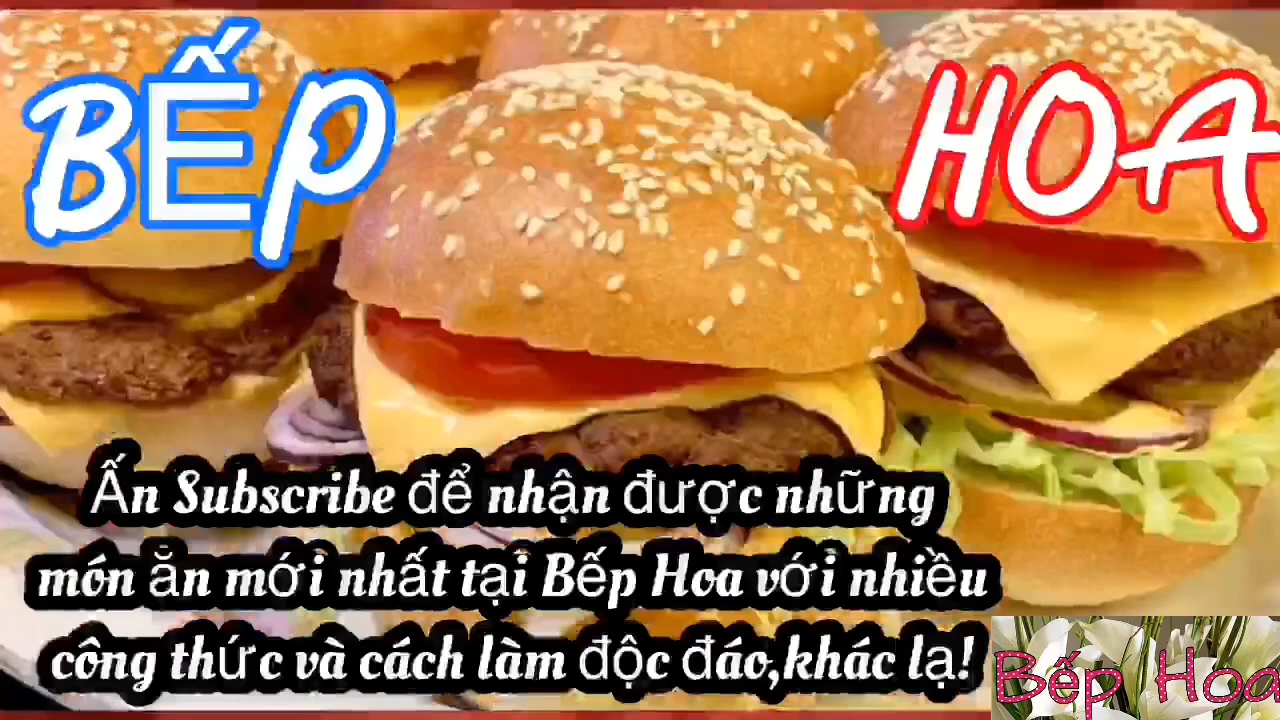 BẾP HOA
Ấn Subscribe để nhận được những
món ẳn mới nhất tại Bếp Hoa với nhiều
công thức và cách làm độc đáo,khác lạ!
Bếp Hoa